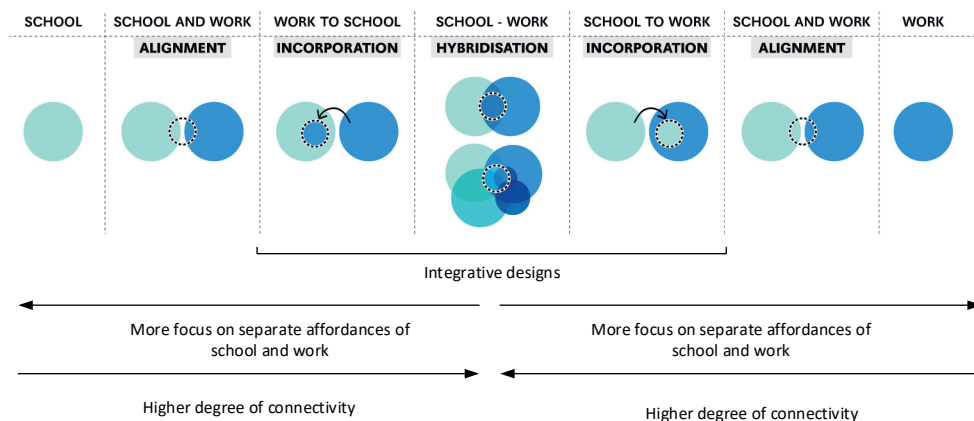 SCHOOL
SCHOOL AND WORK
WORK TO SCHOOL
SCHOOL - WORK
SCHOOL TO WORK
SCHOOL AND WORK
WORK
ALIGNMENT
INCORPORATION
HYBRIDISATION
INCORPORATION
ALIGNMENT
Integrative designs
More focus on separate affordances of
school and work
More focus on separate affordances of
school and work
Higher degree of connectivity
Higher degree of connectivity